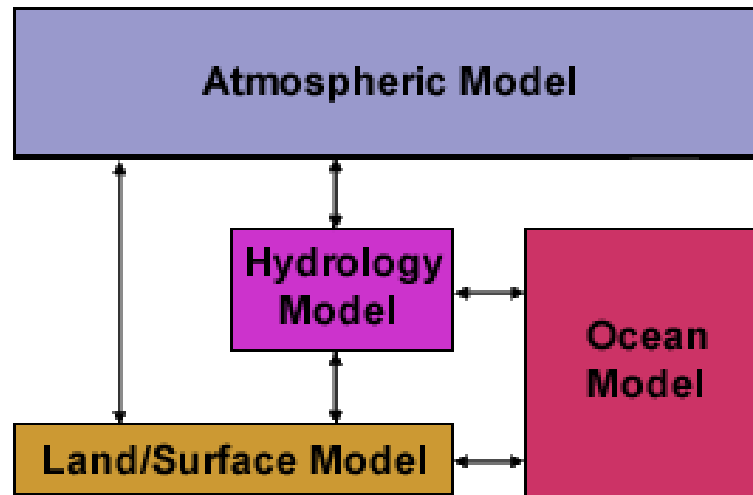 Atmospheric Model
Hydrology
Model
Ocean
Model
Land/Surface Model